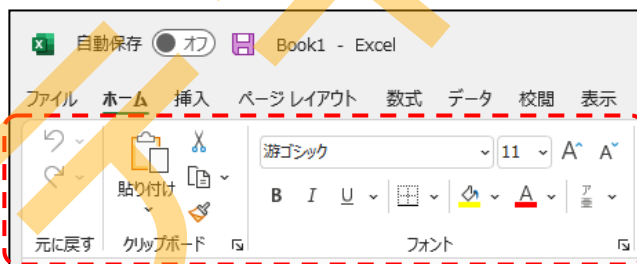 自動保存 オフ Book1 - Excel
ファイル ホーム 挿入 ページ レイアウト 数式 データ 校閲 表示
貼り付け
游ゴシック 11 A A
B I U A ア亜
元に戻す クリップボード フォント